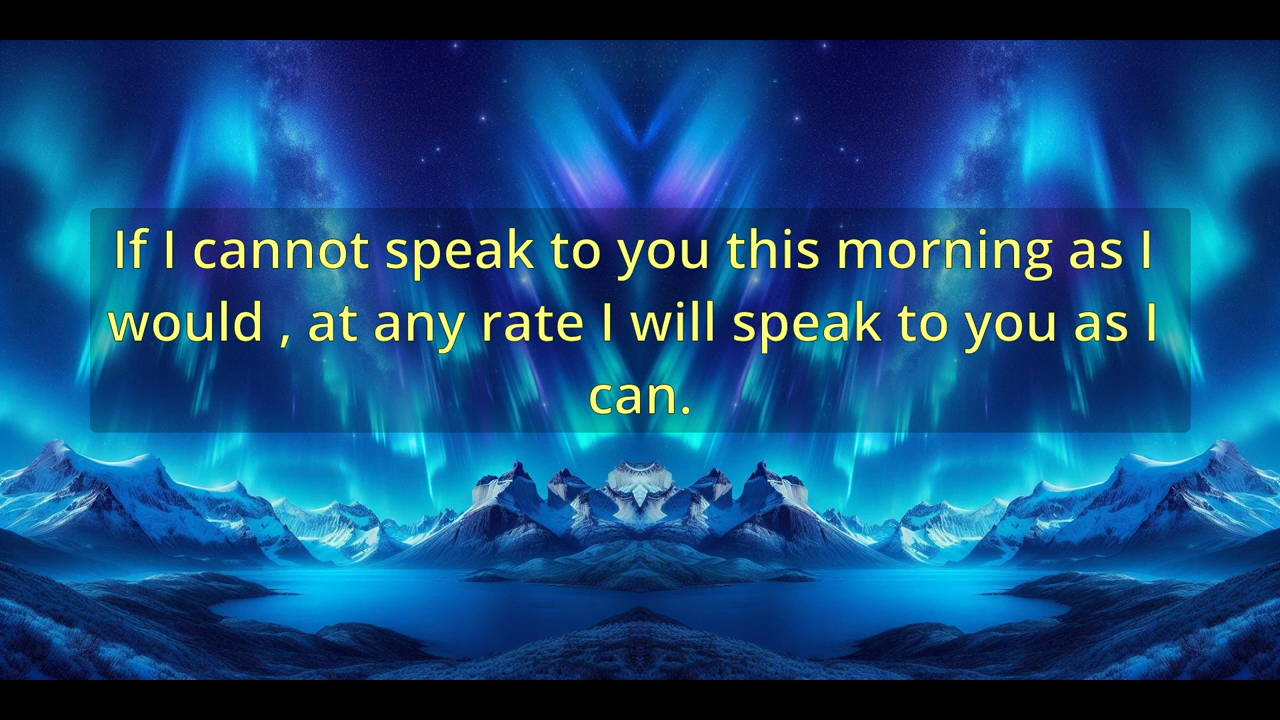 If I cannot speak to you this morning as I
would , at any rate I will speak to you as I
can.